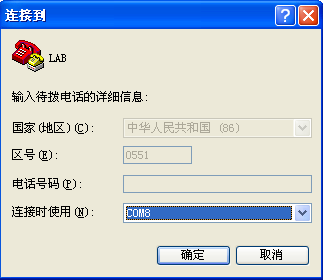 连接到
LAB
输入待拨电话的详细信息:
国家(地区)(C): 中华人民共和国 (86)
区号(E): 0551
电话号码(P):
连接时使用(N): COM8
确定 取消